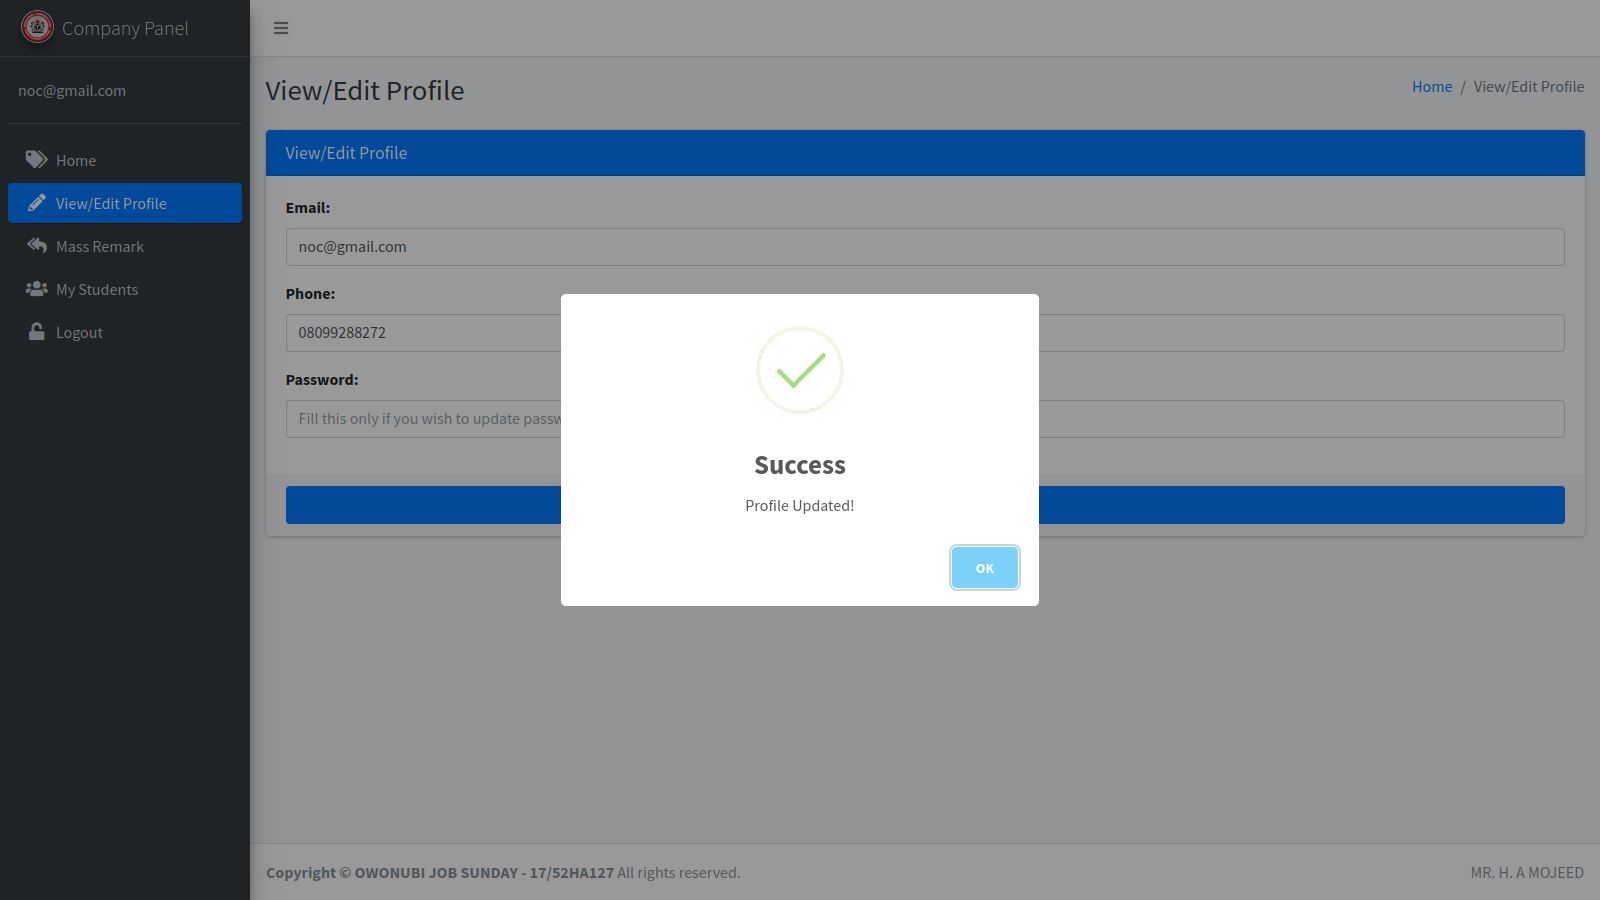 Company Panel
noc@gmail.com
Home
View/Edit Profile
Mass Remark
My Students
Logout
View/Edit Profile
Home / View/Edit Profile
View/Edit Profile
Email:
noc@gmail.com
Phone:
08099288272
Password:
Fill this only if you wish to update
Success
Profile Updated!
OK
Copyright © OWONUBI JOB SUNDAY - 17/52HA127 All rights reserved.
MR. H. A MOJEED